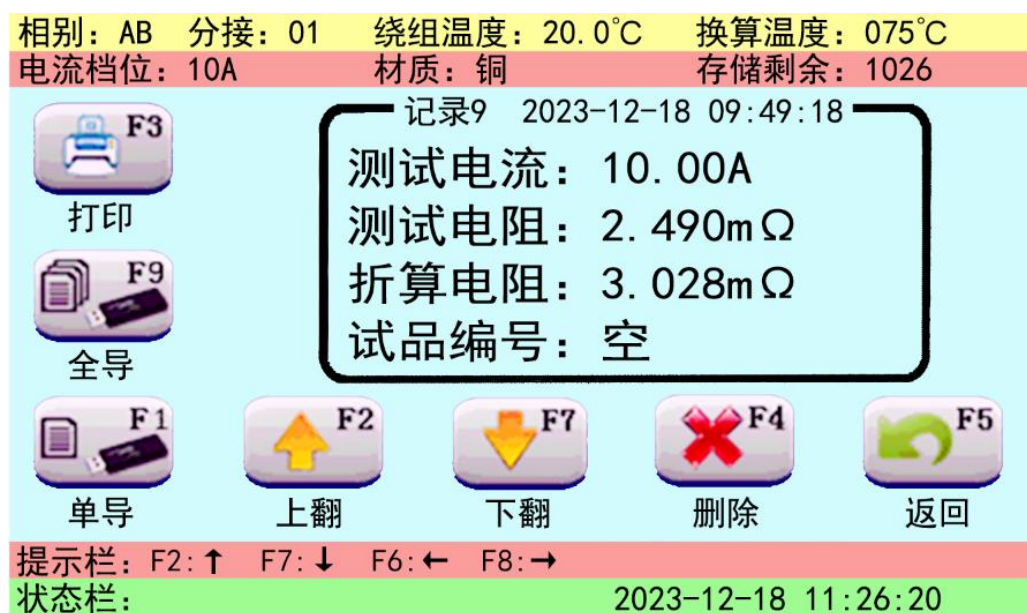 相别：AB 分接：01 绕组温度：20.0℃ 换算温度：075℃
电流档位：10A 材质：铜 存储剩余：1026
记录9 2023-12-18 09:49:18
测试电流：10.00A
测试电阻：2.490mΩ
折算电阻：3.028mΩ
试品编号：空
F3
打印
F9
全导
F1
单导
F2
上翻
F7
下翻
F4
删除
F5
返回
提示栏：F2:↑ F7:↓ F6:← F8:→
状态栏： 2023-12-18 11:26:20